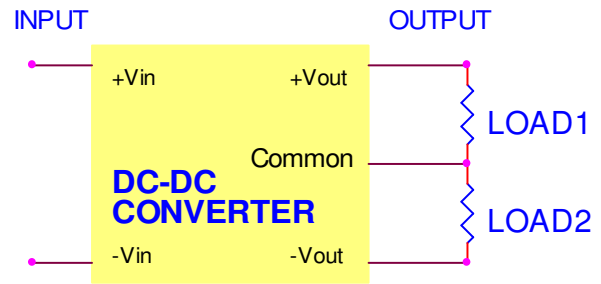 INPUT
OUTPUT
+Vin
+Vout
LOAD1
Common
DC-DC
CONVERTER
LOAD2
-Vin
-Vout